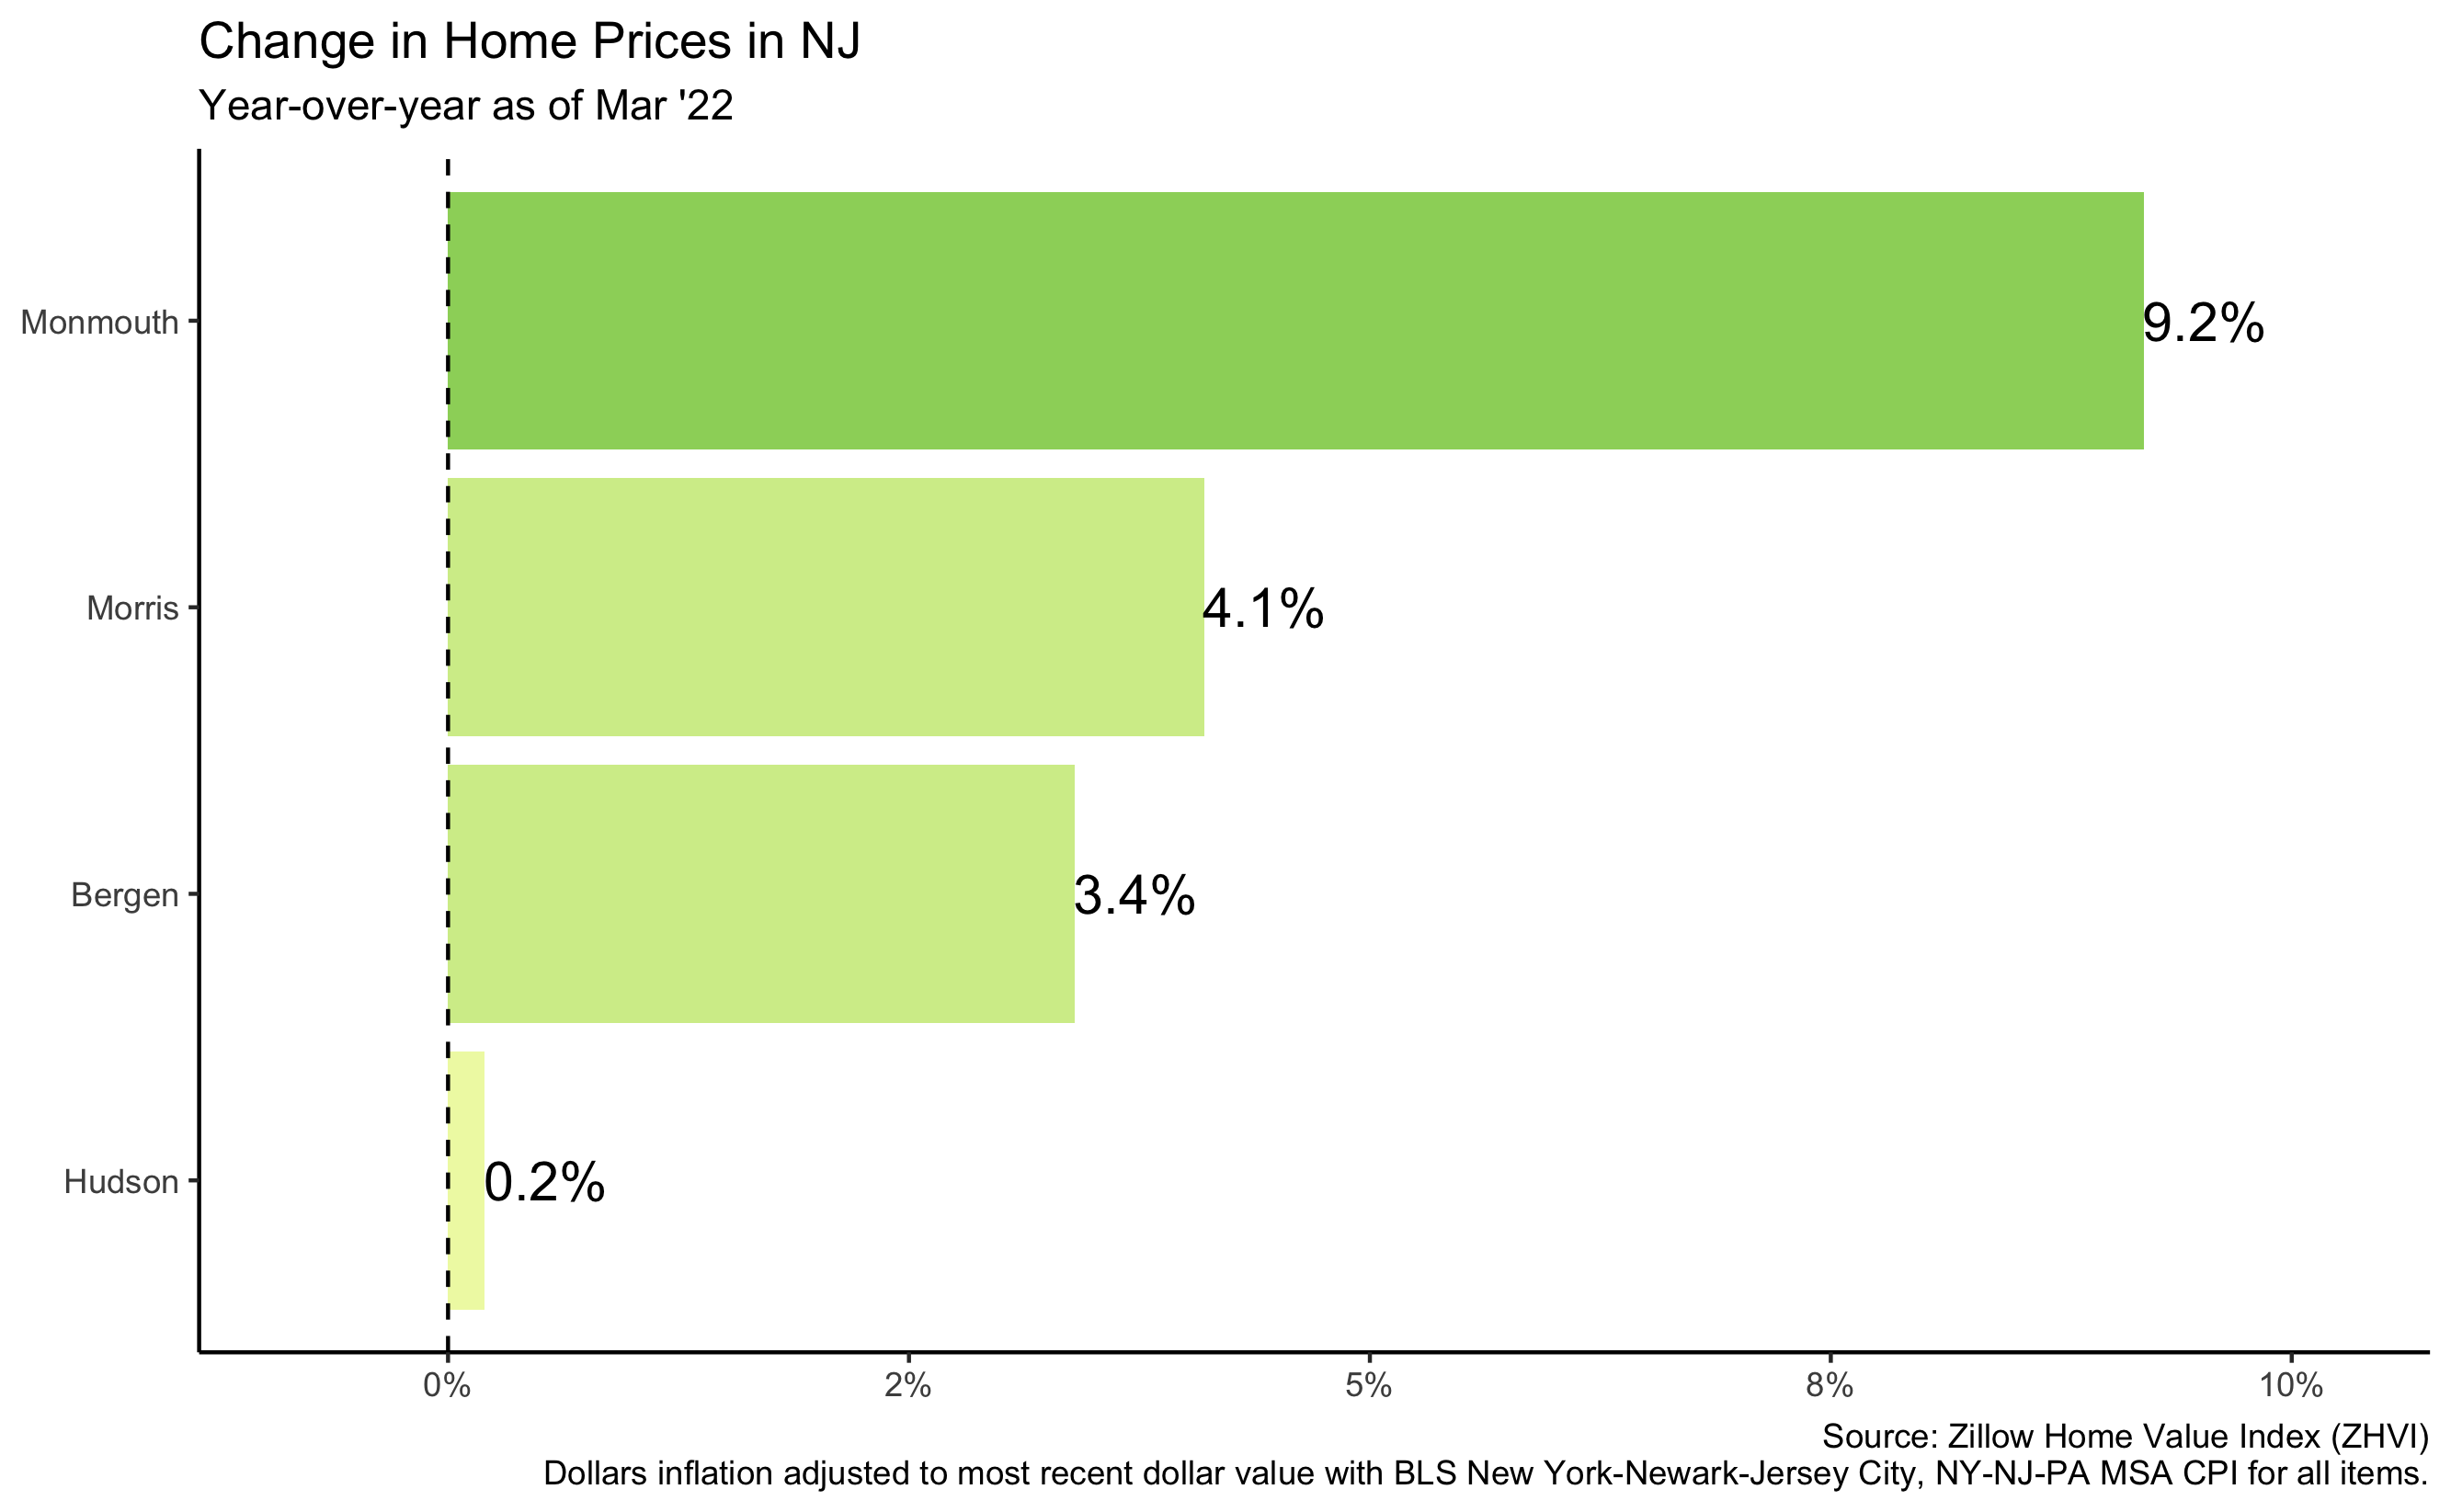 Change in Home Prices in NJ
Year-over-year as of Mar '22
Monmouth
9.2%
Morris
4.1%
Bergen
3.4%
Hudson
0.2%
0% 2% 5% 8% 10%
Source: Zillow Home Value Index (ZHVI)
Dollars inflation adjusted to most recent dollar value with BLS New York-Newark-Jersey City, NY-NJ-PA MSA CPI for all items.